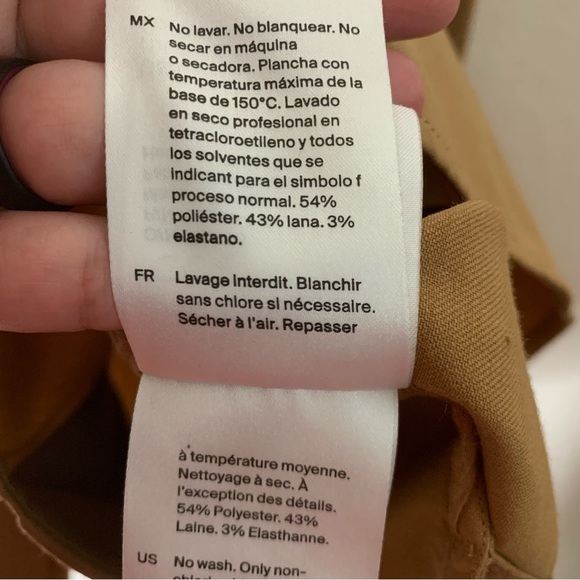 MX No lavar. No blanquear. No
secar en máquina
o secadora. Plancha con
temperatura máxima de la
base de 150°C. Lavado
en seco profesional en
tetracloroetileno y todos
los solventes que se
indicant para el simbolo f
proceso normal. 54%
poliéster. 43% lana. 3%
elastano.
FR Lavage Interdit. Blanchir
sans chlore si nécessaire.
Sécher à l'air. Repasser
à température moyenne.
Nettoyage à sec. À
l'exception des détails.
54% Polyester. 43%
Laine. 3% Elasthanne.
US No wash. Only non-